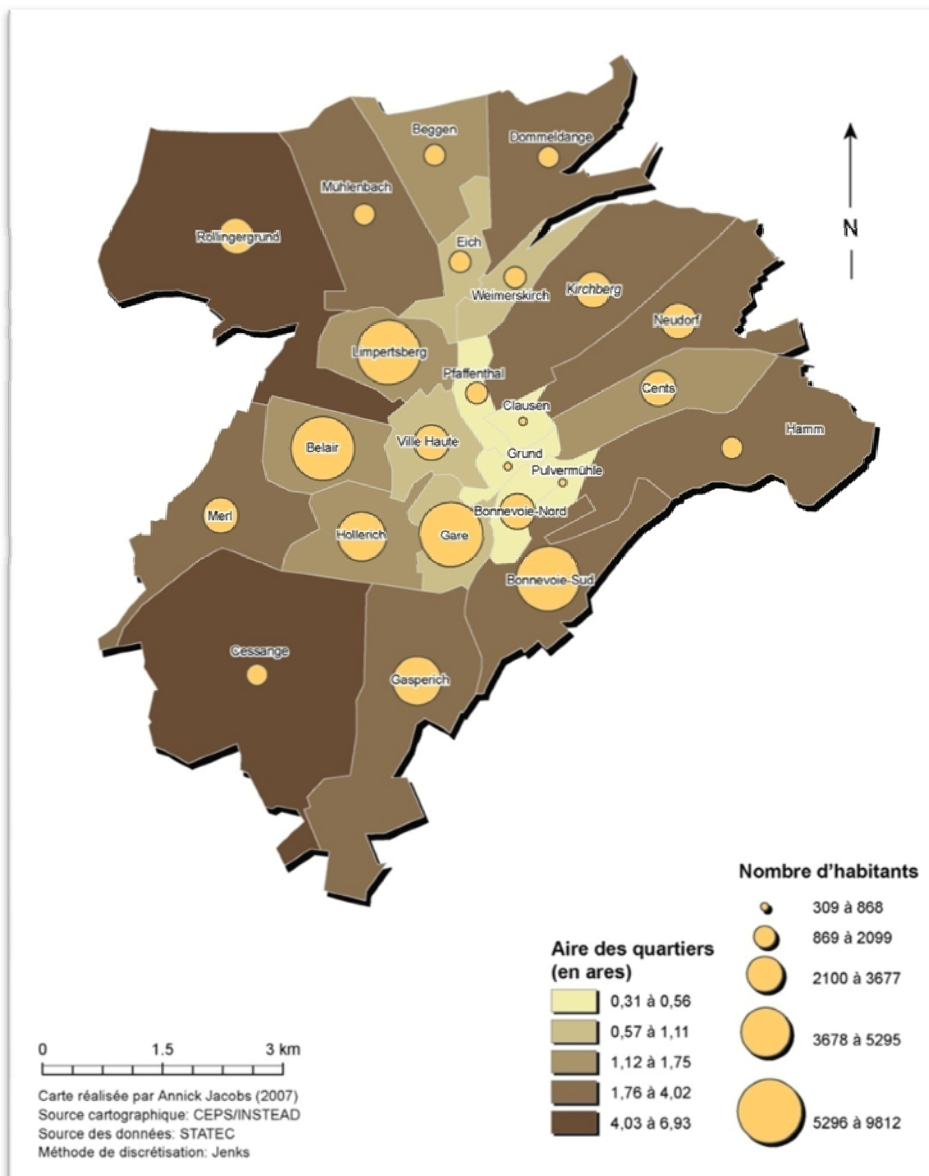 Beggen
Dommeldange
Mühlenbach
Rollingergrund
Eich
N
Weimerskirch
Kirchberg
Neudorf
Limpertsberg
Pfaffenthal
Cents
Clausen
Hamm
Belair
Ville Haute
Grund
Pulvermühle
Merl
Bonnevoie-Nord
Hollerich
Gare
Bonnevoie-Sud
Cessange
Gasperich
Nombre d'habitants
309 à 868
869 à 2099
2100 à 3677
3678 à 5295
5296 à 9812
Aire des quartiers
(en ares)
0,31 à 0,56
0,57 à 1,11
1,12 à 1,75
1,76 à 4,02
4,03 à 6,93
0 1.5 3 km
Carte réalisée par Annick Jacobs (2007)
Source cartographique: CEPS/INSTEAD
Source des données: STATEC
Méthode de discrétisation: Jenks